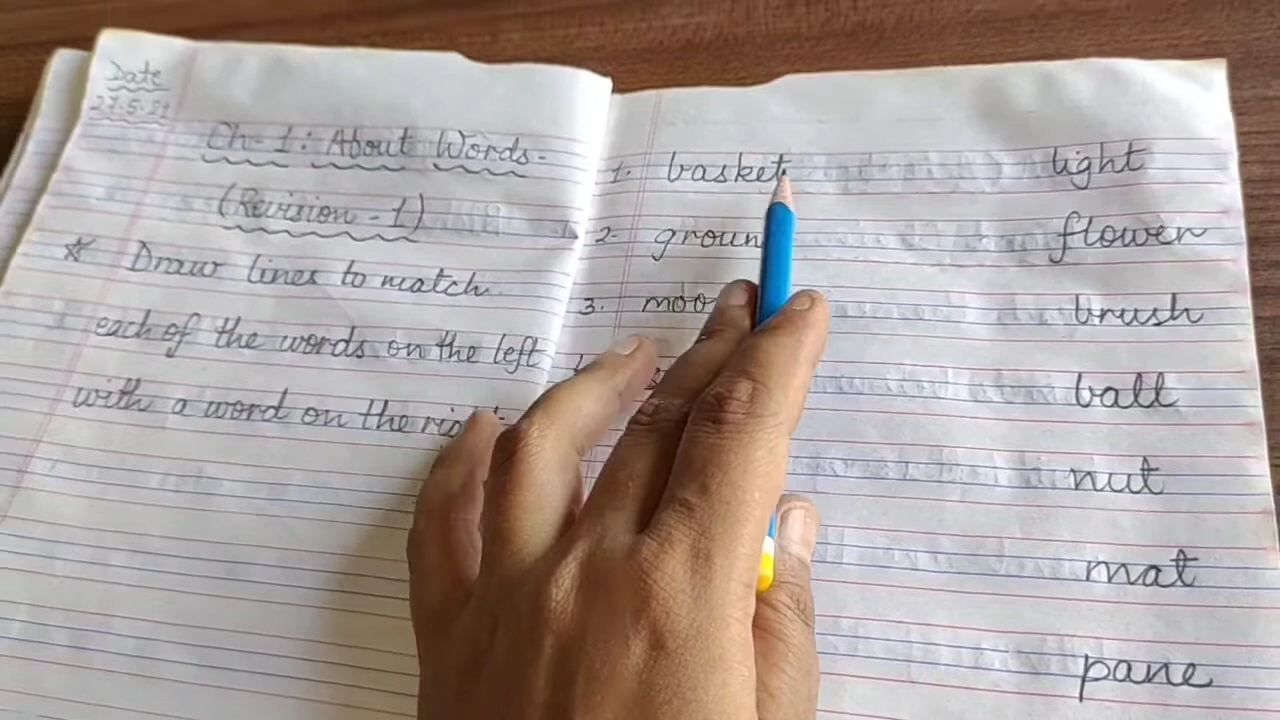 Date
27.5.21
Ch-1: About Words-
(Revision-1)
* Draw lines to match
each of the words on the left
with a word on the
1. basket light
2. groun flower
3. moo brush
ball
nut
mat
pane